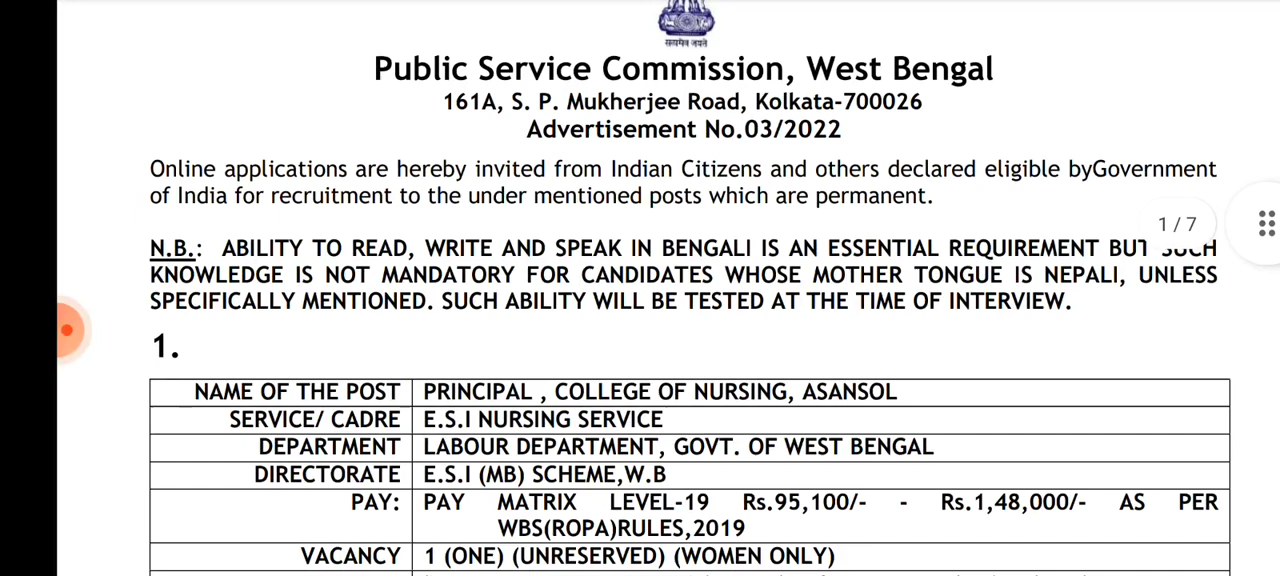 सत्यमेव जयते
Public Service Commission, West Bengal
161A, S. P. Mukherjee Road, Kolkata-700026
Advertisement No.03/2022
Online applications are hereby invited from Indian Citizens and others declared eligible byGovernment
of India for recruitment to the under mentioned posts which are permanent.
1 / 7
N.B.: ABILITY TO READ, WRITE AND SPEAK IN BENGALI IS AN ESSENTIAL REQUIREMENT BUT SUCH
KNOWLEDGE IS NOT MANDATORY FOR CANDIDATES WHOSE MOTHER TONGUE IS NEPALI, UNLESS
SPECIFICALLY MENTIONED. SUCH ABILITY WILL BE TESTED AT THE TIME OF INTERVIEW.
1.
NAME OF THE POST PRINCIPAL , COLLEGE OF NURSING, ASANSOL
SERVICE/ CADRE E.S.I NURSING SERVICE
DEPARTMENT LABOUR DEPARTMENT, GOVT. OF WEST BENGAL
DIRECTORATE E.S.I (MB) SCHEME,W.B
PAY: PAY MATRIX LEVEL-19 Rs.95,100/- - Rs.1,48,000/- AS PER
WBS(ROPA)RULES,2019
VACANCY 1 (ONE) (UNRESERVED) (WOMEN ONLY)